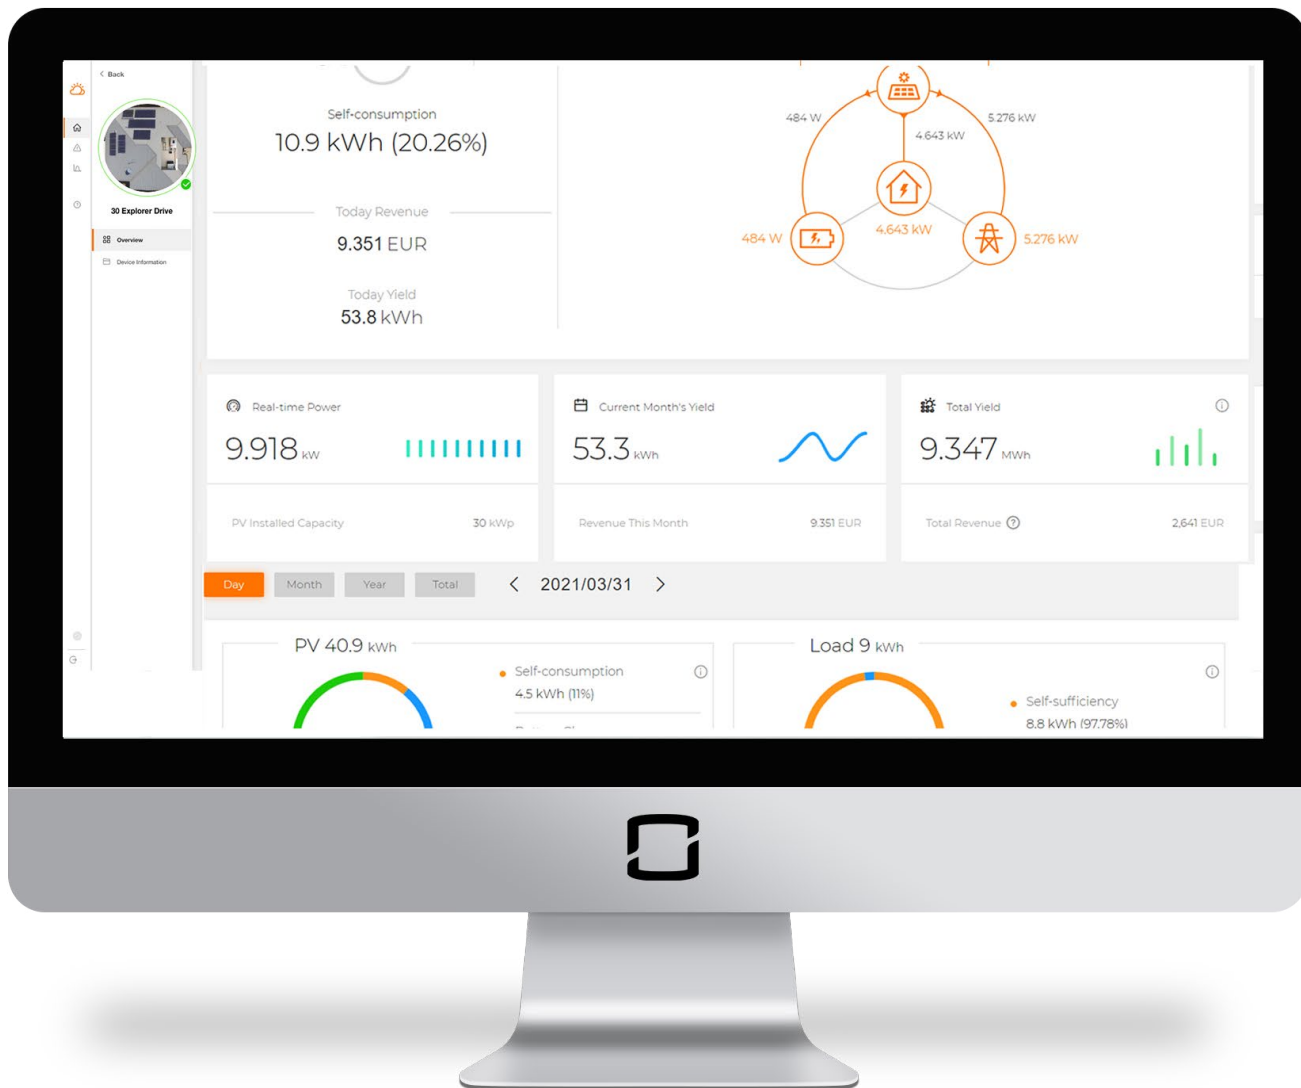 Back
30 Explorer Drive
Overview
Device Information
Self-consumption
10.9 kWh (20.26%)
Today Revenue
9.351 EUR
Today Yield
53.8 kWh
484 W
5.276 kW
4.643 kW
484 W
4.643 kW
5.276 kW
Real-time Power
9.918 kW
PV Installed Capacity 30 kWp
Current Month's Yield
53.3 kWh
Revenue This Month 9.351 EUR
Total Yield
9.347 MWh
Total Revenue 2,641 EUR
Day Month Year Total 2021/03/31
PV 40.9 kWh
Self-consumption
4.5 kWh (11%)
Load 9 kWh
Self-sufficiency
8.8 kWh (97.78%)